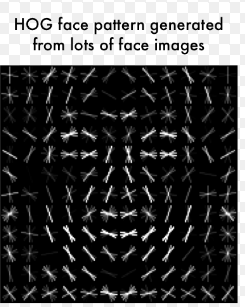 HOG face pattern generated
from lots of face images